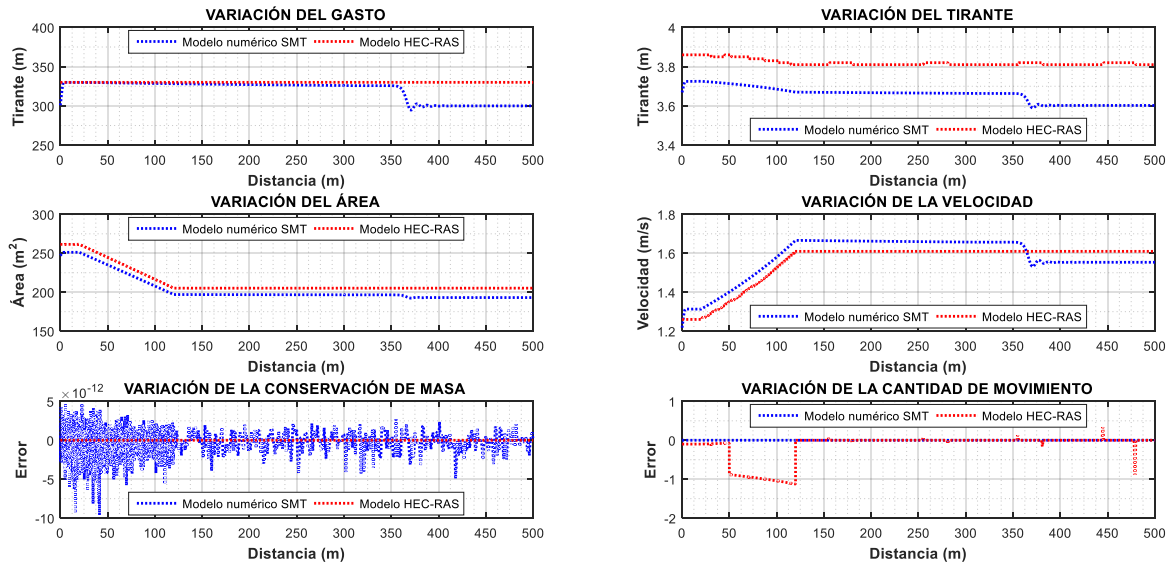 VARIACIÓN DEL GASTO
400
350
300
250
Tirante (m)
Modelo numérico SMT
Modelo HEC-RAS
0 50 100 150 200 250 300 350 400 450 500
Distancia (m)
VARIACIÓN DEL TIRANTE
4
3.8
3.6
3.4
Tirante (m)
Modelo numérico SMT
Modelo HEC-RAS
0 50 100 150 200 250 300 350 400 450 500
Distancia (m)
VARIACIÓN DEL ÁREA
300
250
200
150
Área (m²)
Modelo numérico SMT
Modelo HEC-RAS
0 50 100 150 200 250 300 350 400 450 500
Distancia (m)
VARIACIÓN DE LA VELOCIDAD
1.8
1.6
1.4
1.2
Velocidad (m/s)
Modelo numérico SMT
Modelo HEC-RAS
0 50 100 150 200 250 300 350 400 450 500
Distancia (m)
VARIACIÓN DE LA CONSERVACIÓN DE MASA
×10⁻¹²
5
0
-5
-10
Error
Modelo numérico SMT
Modelo HEC-RAS
0 50 100 150 200 250 300 350 400 450 500
Distancia (m)
VARIACIÓN DE LA CANTIDAD DE MOVIMIENTO
1
0
-1
-2
Error
Modelo numérico SMT
Modelo HEC-RAS
0 50 100 150 200 250 300 350 400 450 500
Distancia (m)